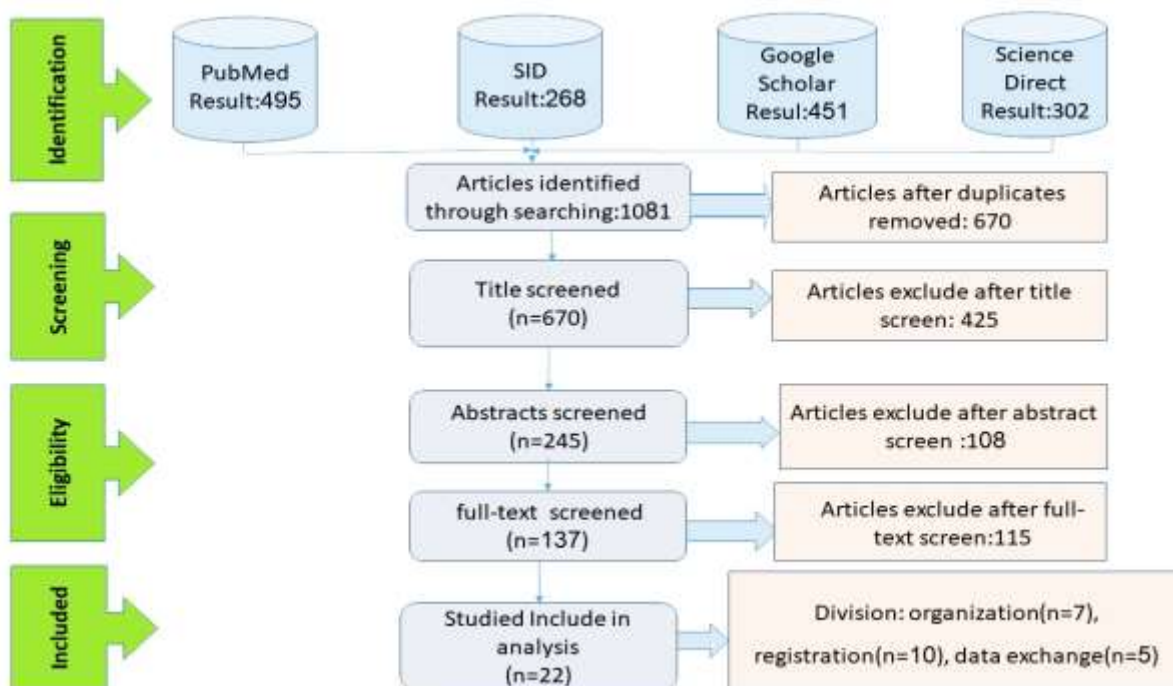 Identification
PubMed
Result:495
SID
Result:268
Google
Scholar
Resul:451
Science
Direct
Result:302
Articles identified
through searching:1081
Articles after duplicates
removed: 670
Screening
Title screened
(n=670)
Articles exclude after title
screen: 425
Eligibility
Abstracts screened
(n=245)
Articles exclude after abstract
screen :108
full-text screened
(n=137)
Articles exclude after full-
text screen:115
Included
Studied Include in
analysis
(n=22)
Division: organization(n=7),
registration(n=10), data exchange(n=5)